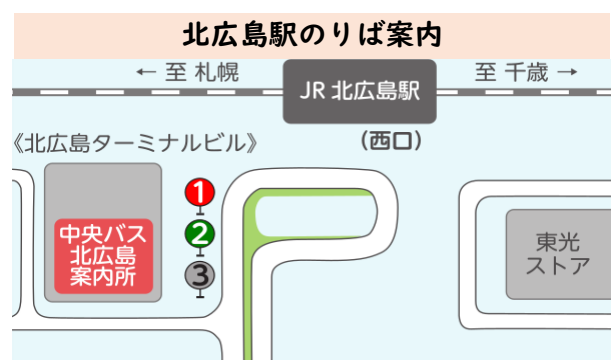 北広島駅のりば案内
← 至 札幌
JR 北広島駅
至 千歳 →
《北広島ターミナルビル》
(西口)
1
2
3
中央バス
北広島
案内所
東光
ストア